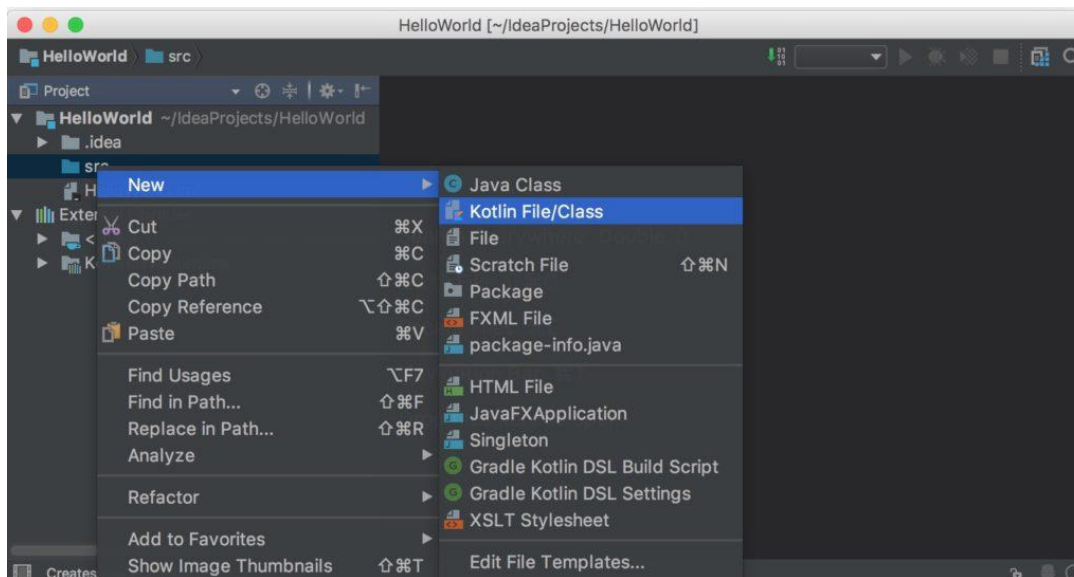 HelloWorld [~/IdeaProjects/HelloWorld]
HelloWorld src
Project
HelloWorld ~/IdeaProjects/HelloWorld
.idea
src
H
New
Exter
Cut ⌘X
<
Copy ⌘C
K
Copy Path ⇧⌘C
Copy Reference ⌥⇧⌘C
Paste ⌘V
Find Usages ⌥F7
Find in Path... ⇧⌘F
Replace in Path... ⇧⌘R
Analyze
Refactor
Add to Favorites
Show Image Thumbnails ⇧⌘T
Java Class
Kotlin File/Class
File
Scratch File ⇧⌘N
Package
FXML File
package-info.java
HTML File
JavaFXApplication
Singleton
Gradle Kotlin DSL Build Script
Gradle Kotlin DSL Settings
XSLT Stylesheet
Edit File Templates...
Creates